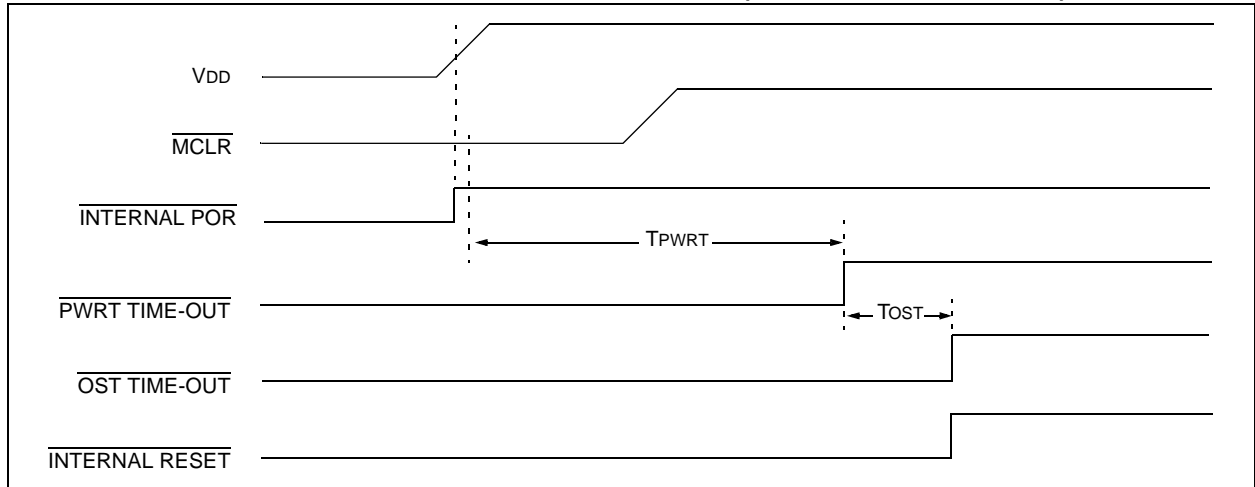 VDD
MCLR
INTERNAL POR
TPWRT
PWRT TIME-OUT
TOST
OST TIME-OUT
INTERNAL RESET